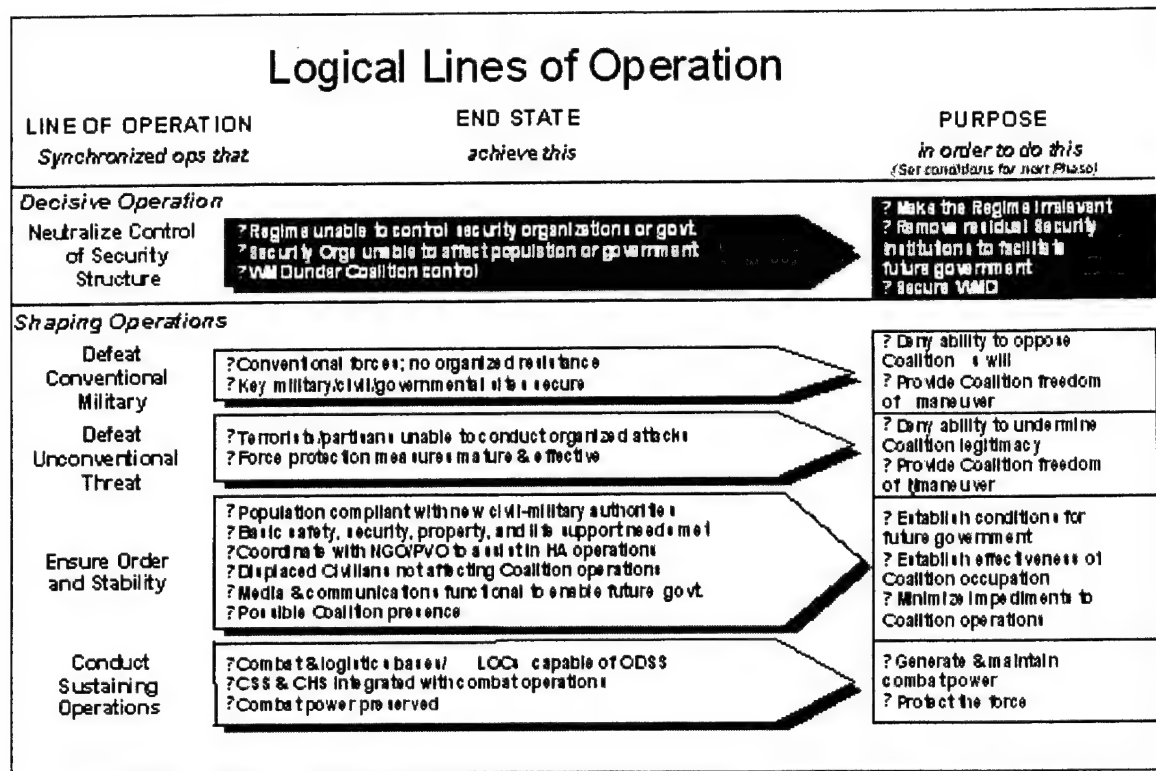 Logical Lines of Operation
LINE OF OPERATION
Synchronized ops that
END STATE
achieve this
PURPOSE
in order to do this
(Set conditions for next Phase)
Decisive Operation
Neutralize Control
of Security
Structure
? Regime unable to control security organizations or govt.
? Security Orgs unable to affect population or government
? WMD under Coalition control
? Make the Regime Irrelevant
? Remove residual Security
Institutions to facilitate
future government
? Secure WMD
Shaping Operations
Defeat
Conventional
Military
? Conventional forces; no organized resistance
? Key military/civil/governmental sites secure
? Deny ability to oppose
Coalition s will
? Provide Coalition freedom
of maneuver
Defeat
Unconventional
Threat
? Terrorists/partisans unable to conduct organized attacks
? Force protection measures mature & effective
? Deny ability to undermine
Coalition legitimacy
? Provide Coalition freedom
of maneuver
Ensure Order
and Stability
? Population compliant with new civil-military authorities
? Basic safety, security, property, and life support needs met
? Coordinate with NGO/PVO to assist in HA operations
? Displaced Civilians not affecting Coalition operations
? Media & communications functional to enable future govt.
? Possible Coalition presence
? Establish conditions for
future government
? Establish effectiveness of
Coalition occupation
? Minimize impediments to
Coalition operations
Conduct
Sustaining
Operations
? Combat & logistics bases/ LOCs capable of ODSS
? CSS & CHS integrated with combat operations
? Combat power preserved
? Generate & maintain
combat power
? Protect the force